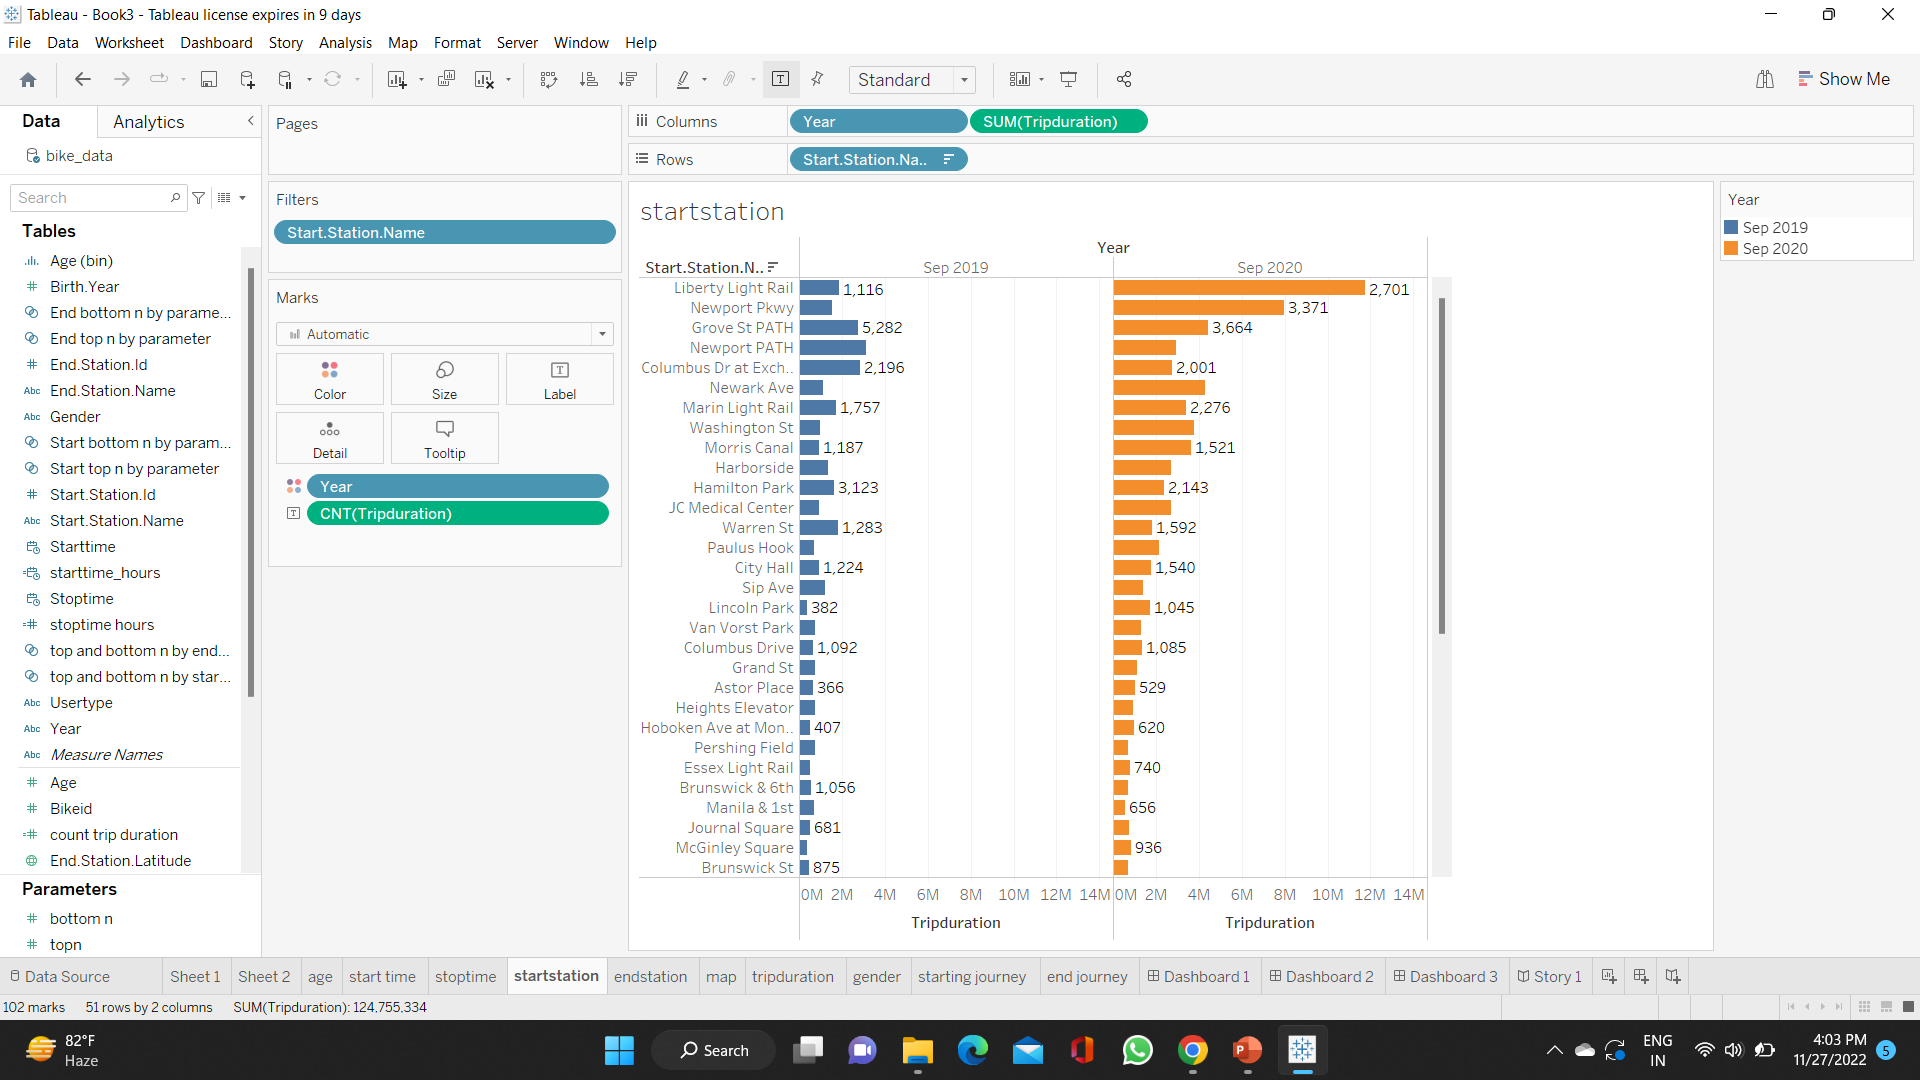 Tableau - Book3 - Tableau license expires in 9 days
File Data Worksheet Dashboard Story Analysis Map Format Server Window Help
Standard
Show Me
Data Analytics
bike_data
Search
Tables
Age (bin)
Birth.Year
End bottom n by parame...
End top n by parameter
End.Station.Id
Abc End.Station.Name
Abc Gender
Start bottom n by param...
Start top n by parameter
Start.Station.Id
Abc Start.Station.Name
Starttime
starttime_hours
Stoptime
stoptime hours
top and bottom n by end...
top and bottom n by star...
Abc Usertype
Abc Year
Abc Measure Names
Age
Bikeid
count trip duration
End.Station.Latitude
Parameters
bottom n
topn
Pages
Filters
Start.Station.Name
Marks
Automatic
Color Size Label
Detail Tooltip
Year
CNT(Tripduration)
Columns Year SUM(Tripduration)
Rows Start.Station.Na..
startstation
Year
Start.Station.N.. Sep 2019 Sep 2020
Liberty Light Rail 1,116 2,701
Newport Pkwy 3,371
Grove St PATH 5,282 3,664
Newport PATH
Columbus Dr at Exch.. 2,196 2,001
Newark Ave
Marin Light Rail 1,757 2,276
Washington St
Morris Canal 1,187 1,521
Harborside
Hamilton Park 3,123 2,143
JC Medical Center
Warren St 1,283 1,592
Paulus Hook
City Hall 1,224 1,540
Sip Ave
Lincoln Park 382 1,045
Van Vorst Park
Columbus Drive 1,092 1,085
Grand St
Astor Place 366 529
Heights Elevator
Hoboken Ave at Mon.. 407 620
Pershing Field
Essex Light Rail 740
Brunswick & 6th 1,056
Manila & 1st 656
Journal Square 681
McGinley Square 936
Brunswick St 875
0M 2M 4M 6M 8M 10M 12M 14M 0M 2M 4M 6M 8M 10M 12M 14M
Tripduration Tripduration
Year
Sep 2019
Sep 2020
Data Source Sheet 1 Sheet 2 age start time stoptime startstation endstation map tripduration gender starting journey end journey Dashboard 1 Dashboard 2 Dashboard 3 Story 1
102 marks 51 rows by 2 columns SUM(Tripduration): 124,755,334
82°F
Haze
Search
ENG
IN
4:03 PM
11/27/2022
5